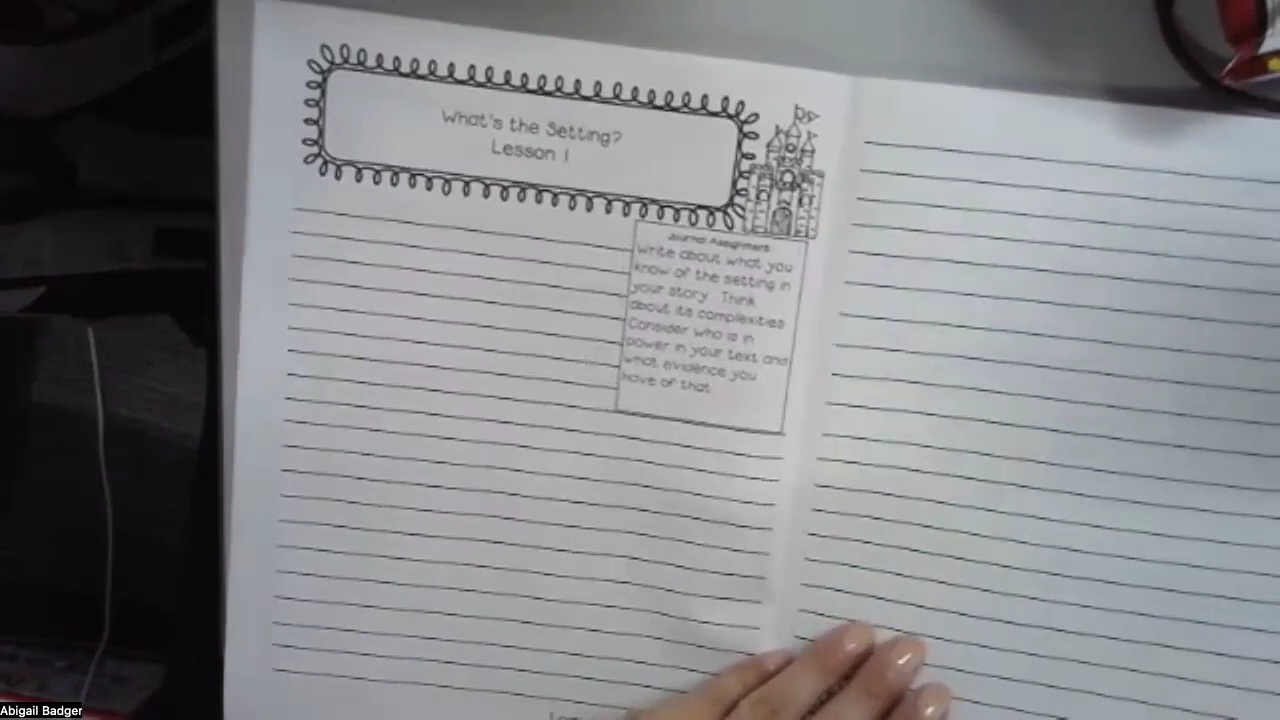 What's the Setting?
Lesson 1
Journal Assignment
Write about what you
know of the setting in
your story. Think
about its complexities
Consider who is in
power in your text and
what evidence you
have of that
Abigail Badger